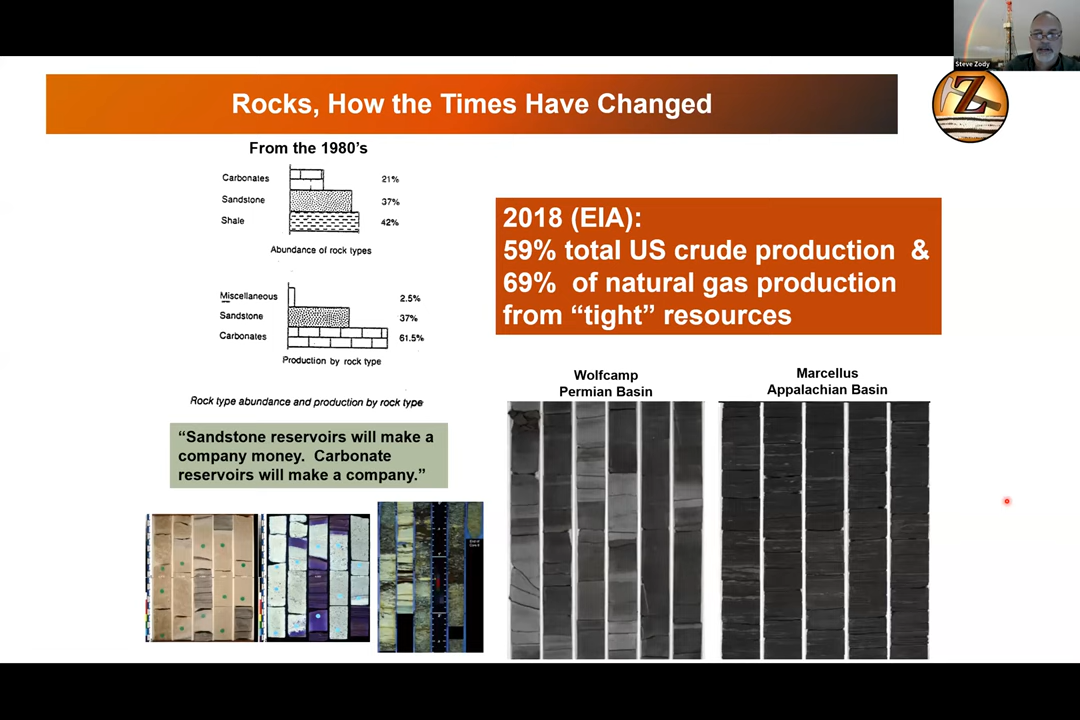 Steve Zody
Rocks, How the Times Have Changed
Z
From the 1980’s
Carbonates 21%
Sandstone 37%
Shale 42%
Abundance of rock types
Miscellaneous 2.5%
Sandstone 37%
Carbonates 61.5%
Production by rock type
Rock type abundance and production by rock type
“Sandstone reservoirs will make a
company money. Carbonate
reservoirs will make a company.”
2018 (EIA):
59% total US crude production &
69% of natural gas production
from “tight” resources
Wolfcamp
Permian Basin
Marcellus
Appalachian Basin